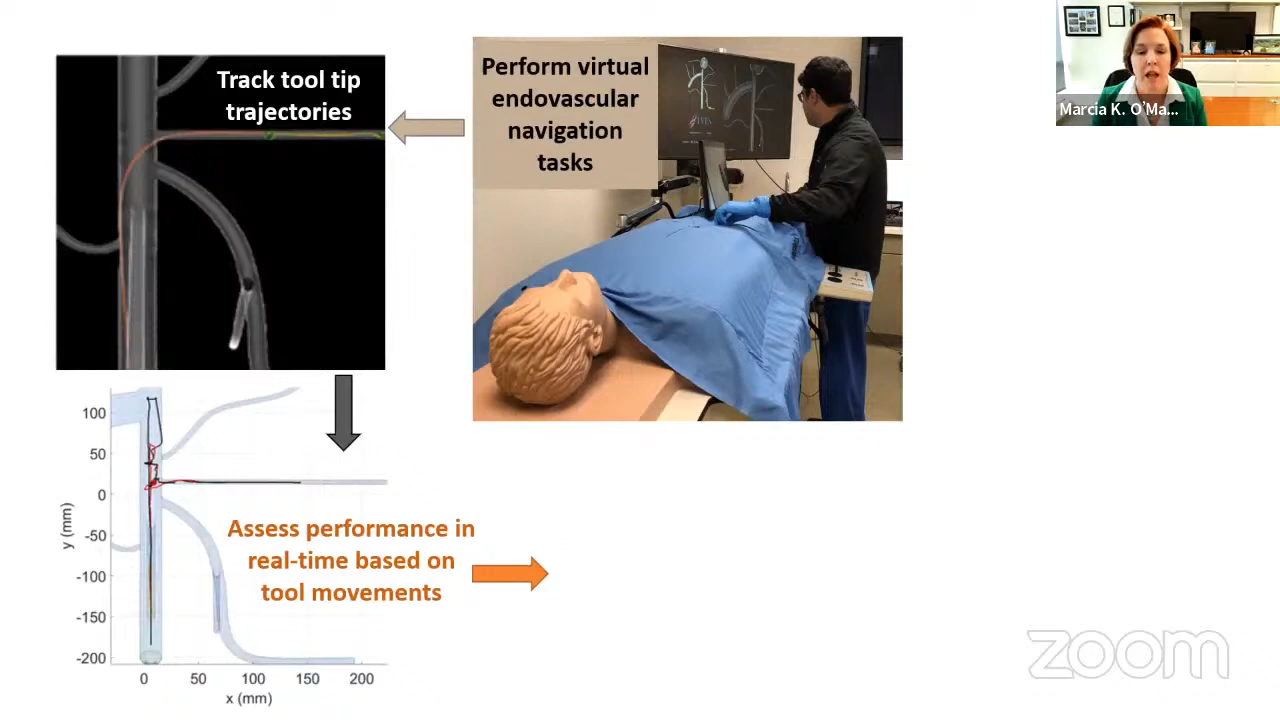 Track tool tip
trajectories
Perform virtual
endovascular
navigation
tasks
Marcia K. O'Ma...
100
50
0
-50
-100
-150
-200
y (mm)
0 50 100 150 200
x (mm)
Assess performance in
real-time based on
tool movements
zoom